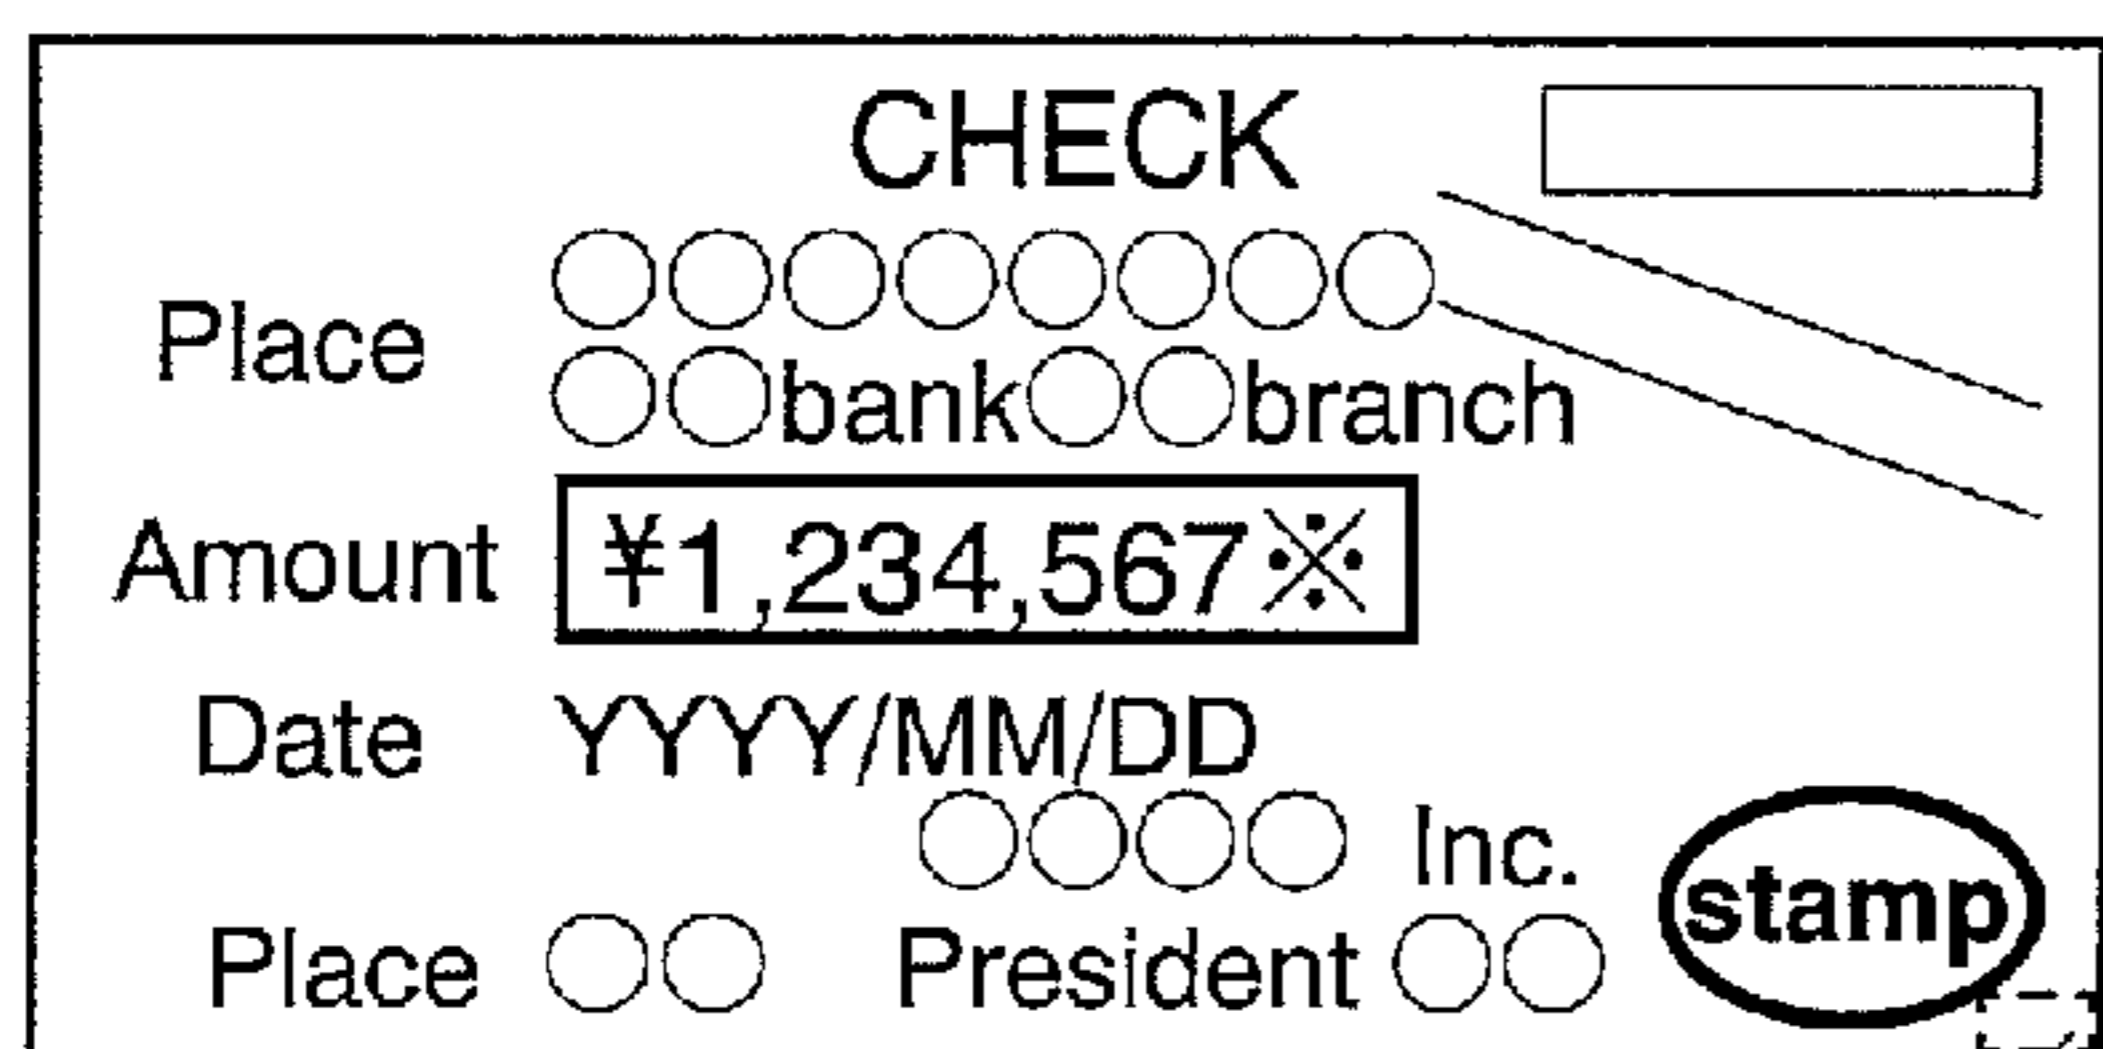 CHECK
Place ○○○○○○○○
○○bank○○branch
Amount ¥1,234,567※
Date YYYY/MM/DD
○○○○ Inc.
Place ○○ President ○○ stamp